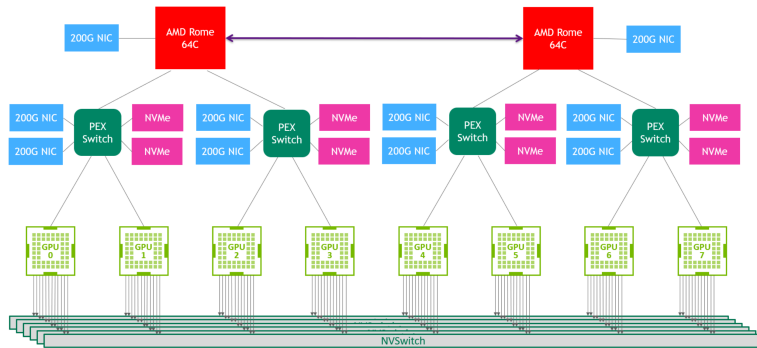 200G NIC
AMD Rome
64C
AMD Rome
64C
200G NIC
200G NIC
200G NIC
PEX
Switch
NVMe
NVMe
200G NIC
200G NIC
PEX
Switch
NVMe
NVMe
200G NIC
200G NIC
PEX
Switch
NVMe
NVMe
200G NIC
200G NIC
PEX
Switch
NVMe
NVMe
GPU
0
GPU
1
GPU
2
GPU
3
GPU
4
GPU
5
GPU
6
GPU
7
NVSwitch